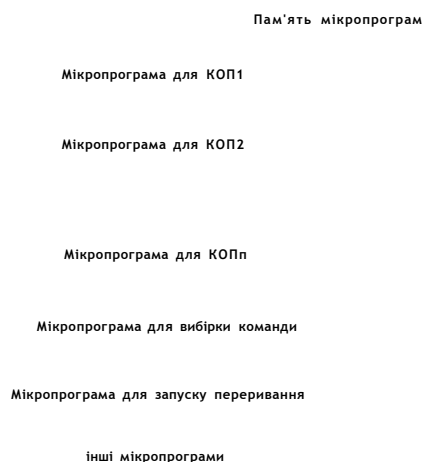 Пам'ять мікропрограм
Мікропрограма для КОП1
Мікропрограма для КОП2
Мікропрограма для КОПп
Мікропрограма для вибірки команди
Мікропрограма для запуску переривання
інші мікропрограми